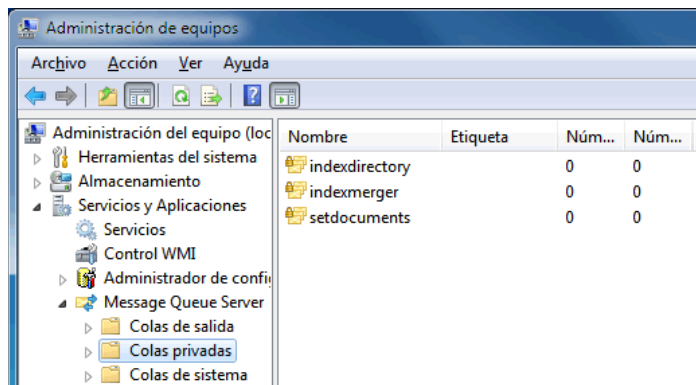 Administración de equipos
Archivo Acción Ver Ayuda
Administración del equipo (loc
Herramientas del sistema
Almacenamiento
Servicios y Aplicaciones
Servicios
Control WMI
Administrador de config
Message Queue Server
Colas de salida
Colas privadas
Colas de sistema
Nombre Etiqueta Núm... Núm...
indexdirectory 0 0
indexmerger 0 0
setdocuments 0 0